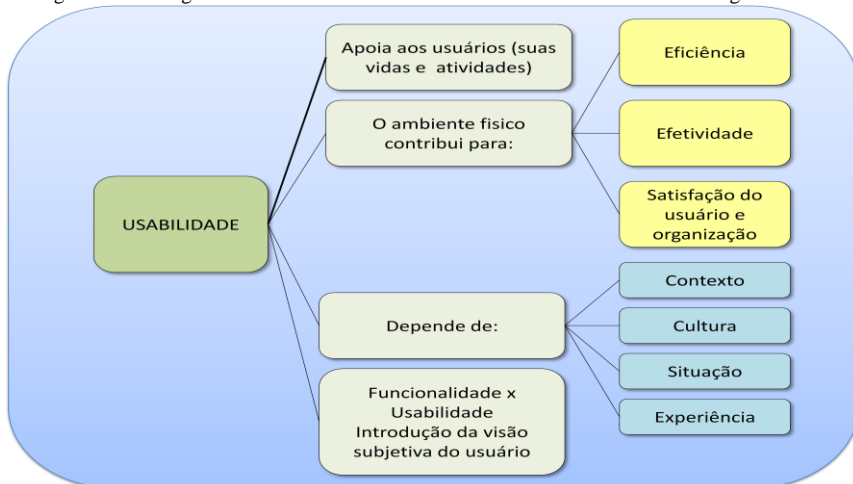 Apoia aos usuários (suas
vidas e atividades)
O ambiente fisico
contribui para:
Eficiência
Efetividade
Satisfação do
usuário e
organização
USABILIDADE
Depende de:
Contexto
Cultura
Situação
Experiência
Funcionalidade x
Usabilidade
Introdução da visão
subjetiva do usuário